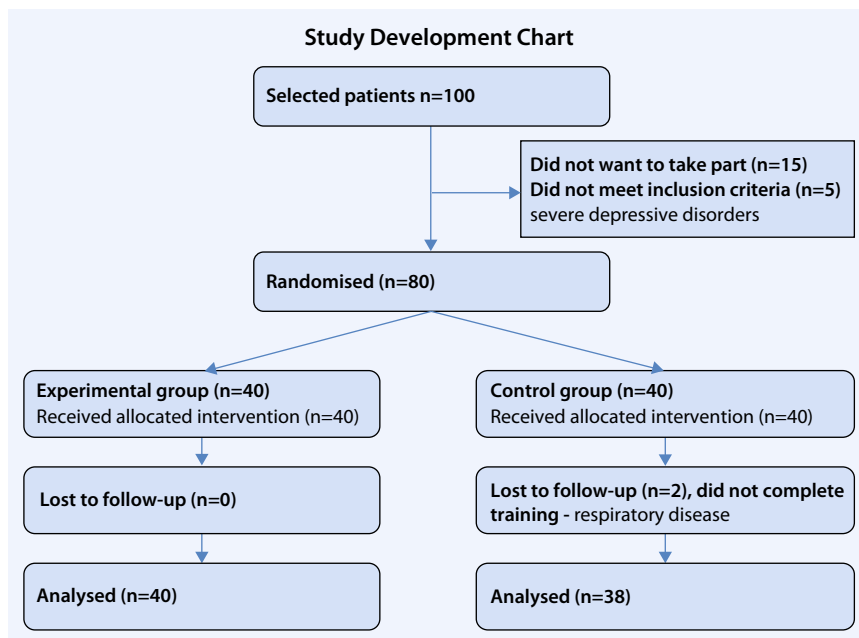 Study Development Chart
Selected patients n=100
Did not want to take part (n=15)
Did not meet inclusion criteria (n=5)
severe depressive disorders
Randomised (n=80)
Experimental group (n=40)
Received allocated intervention (n=40)
Control group (n=40)
Received allocated intervention (n=40)
Lost to follow-up (n=0)
Lost to follow-up (n=2), did not complete
training - respiratory disease
Analysed (n=40)
Analysed (n=38)